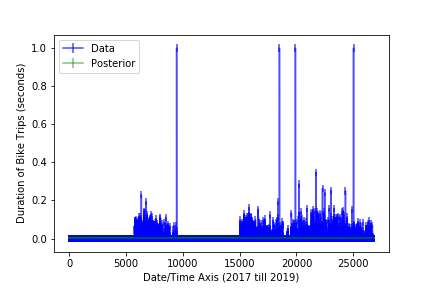 Data
Posterior
1.0
0.8
0.6
0.4
0.2
0.0
Duration of Bike Trips (seconds)
0 5000 10000 15000 20000 25000
Date/Time Axis (2017 till 2019)